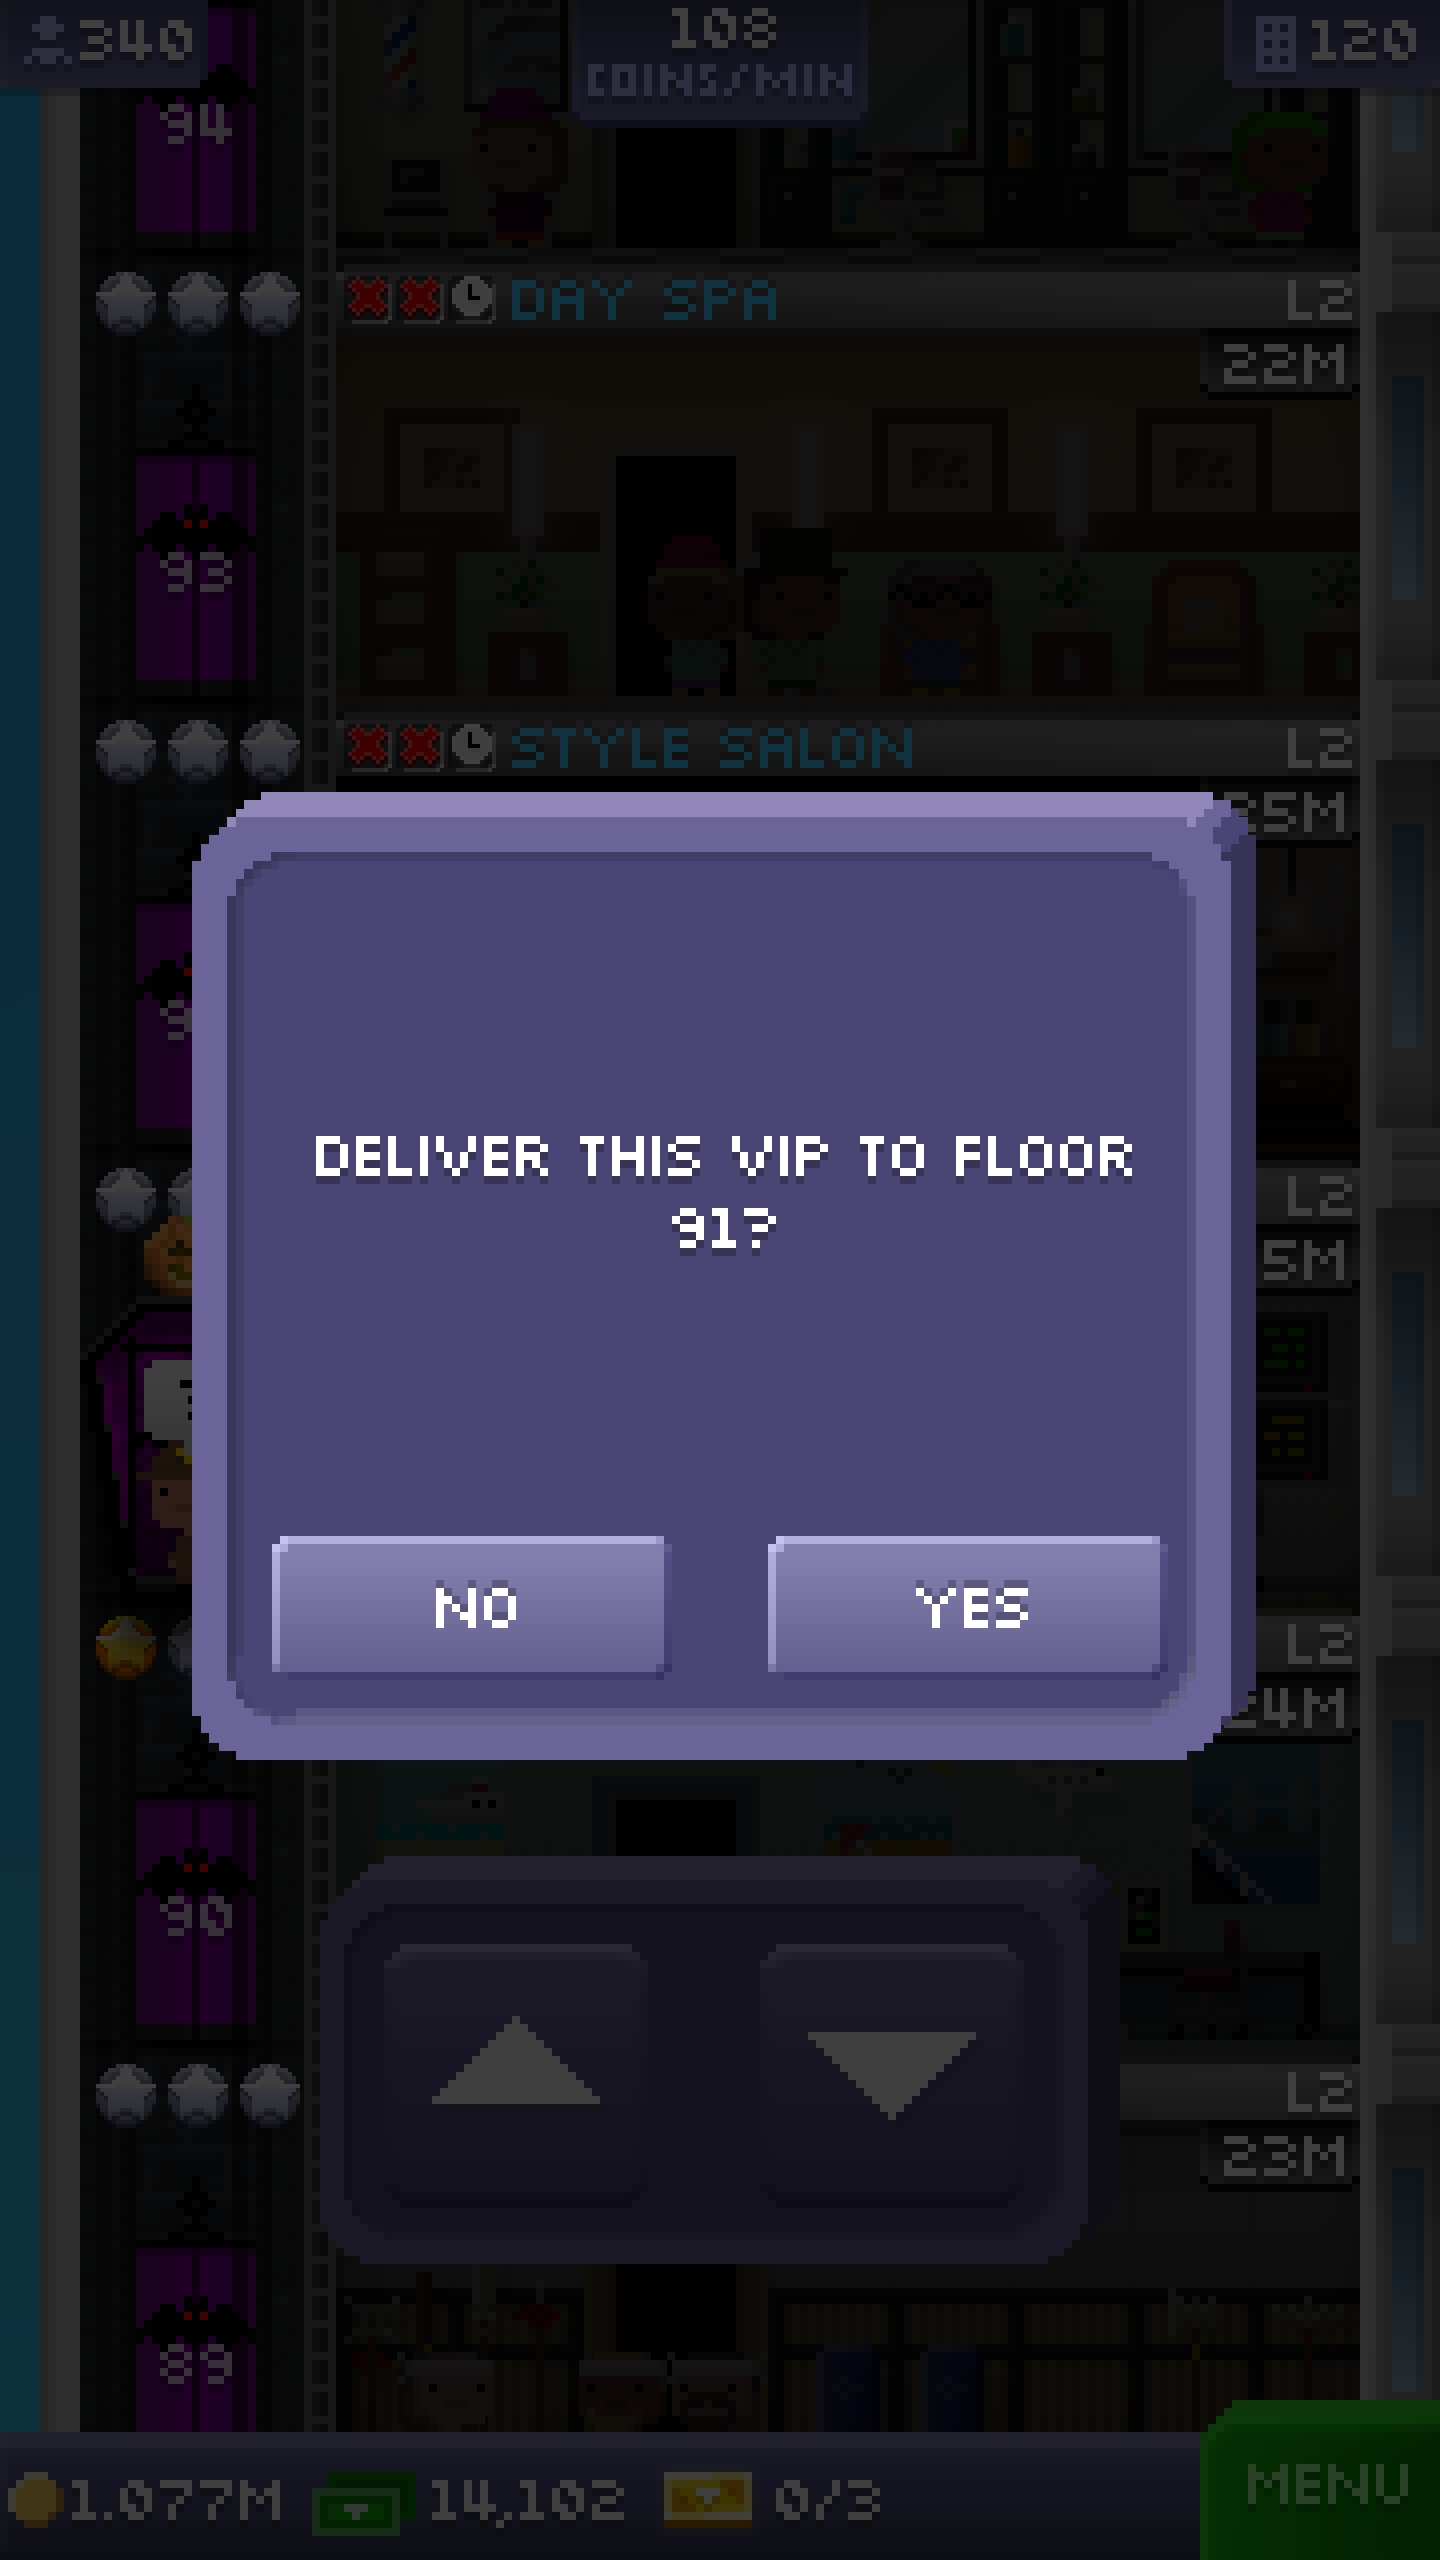 340
108
COINS/MIN
120
94
DAY SPA
L2
22M
93
STYLE SALON
L2
25M
L2
5M
DELIVER THIS VIP TO FLOOR
91?
NO
YES
L2
24M
90
L2
23M
89
1.077M
14,102
0/3
MENU